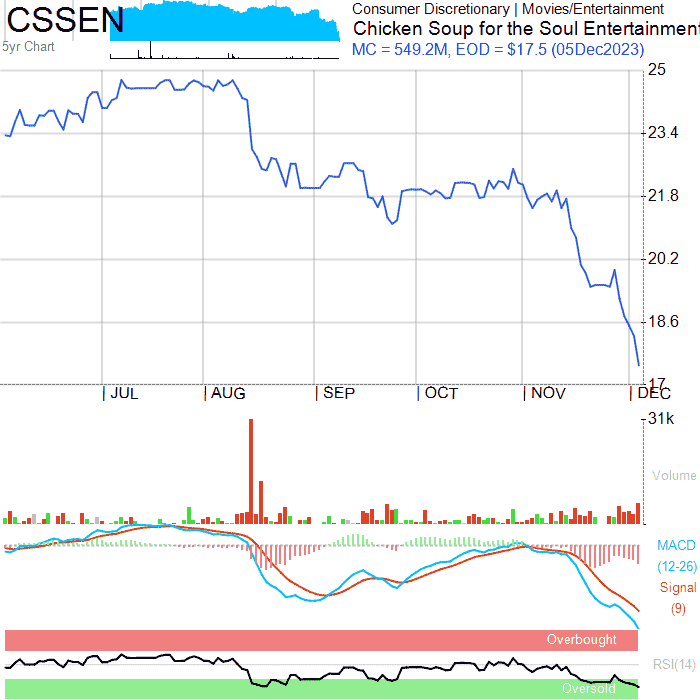 CSSEN
5yr Chart
Consumer Discretionary | Movies/Entertainment
Chicken Soup for the Soul Entertainment
MC = 549.2M, EOD = $17.5 (05Dec2023)
25
23.4
21.8
20.2
18.6
17
| JUL | AUG | SEP | OCT | NOV | DEC
31k
Volume
MACD
(12-26)
Signal
(9)
Overbought
RSI(14)
Oversold